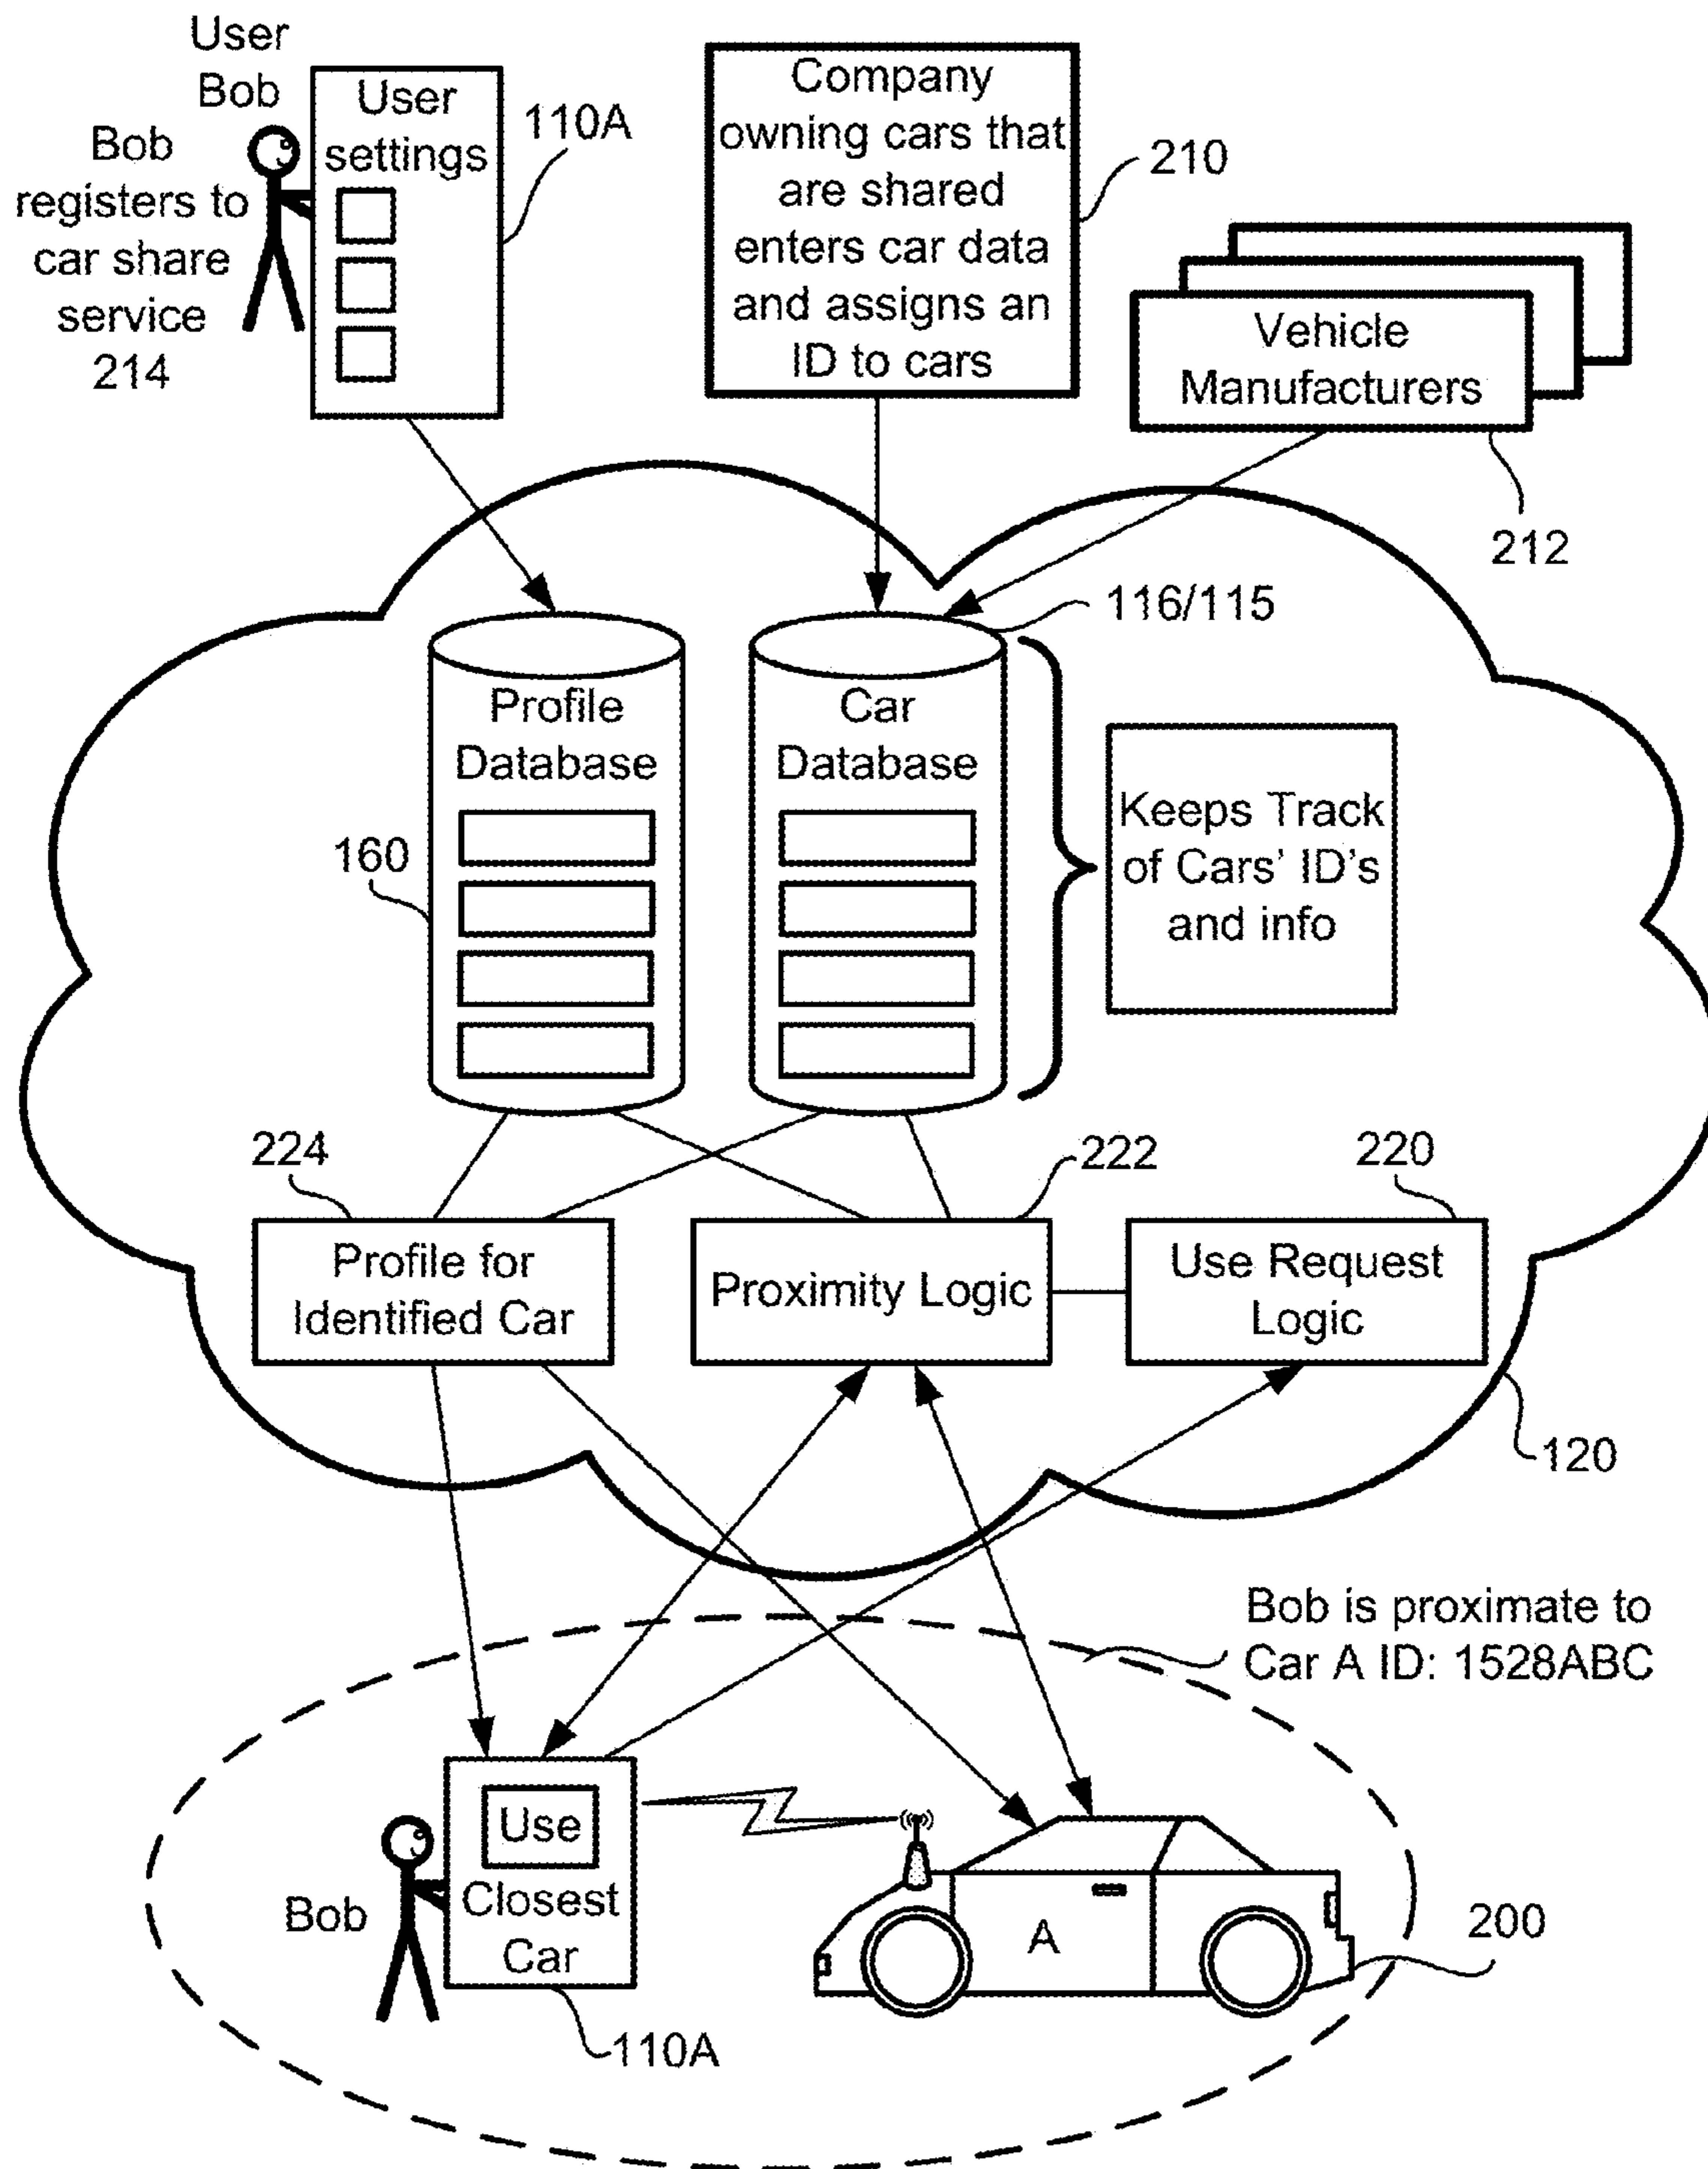 User
Bob
Bob
registers to
car share
service
214
User
settings
110A
Company
owning cars that
are shared
enters car data
and assigns an
ID to cars
210
Vehicle
Manufacturers
212
116/115
Profile
Database
Car
Database
Keeps Track
of Cars' ID's
and info
160
224
222
220
Profile for
Identified Car
Proximity Logic
Use Request
Logic
120
Bob is proximate to
Car A ID: 1528ABC
Use
Closest
Car
Bob
A
200
110A